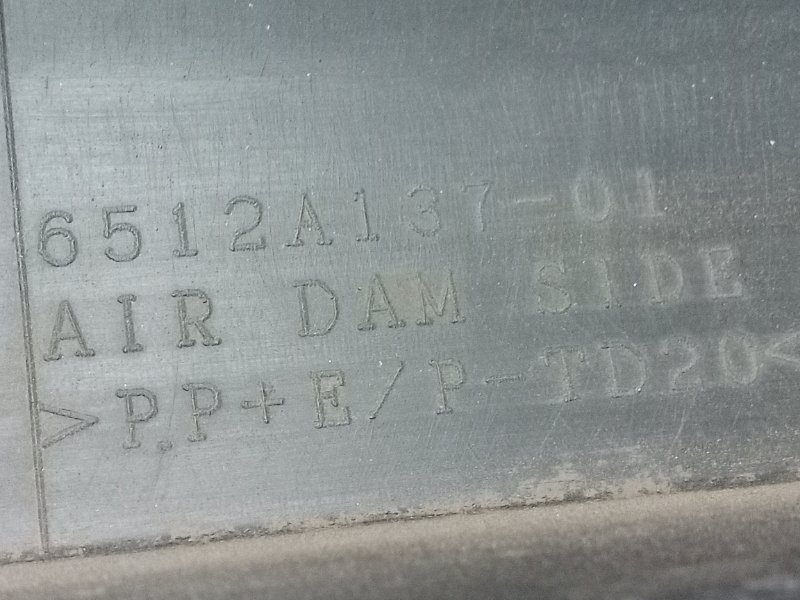 6512A137-01
AIR DAM SIDE
>PP+E/P-TD20<